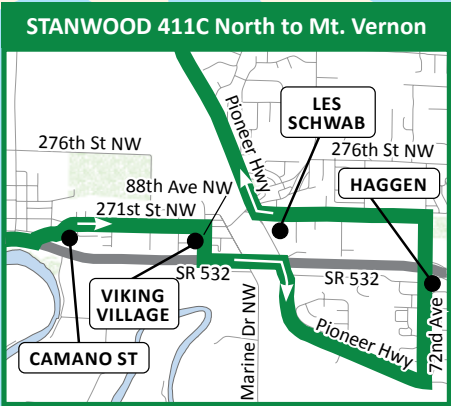 STANWOOD 411C North to Mt. Vernon
LES
SCHWAB
Pioneer Hwy
276th St NW
276th St NW
88th Ave NW
HAGGEN
271st St NW
SR 532
SR 532
VIKING
VILLAGE
CAMANO ST
Marine Dr NW
Pioneer Hwy
72nd Ave